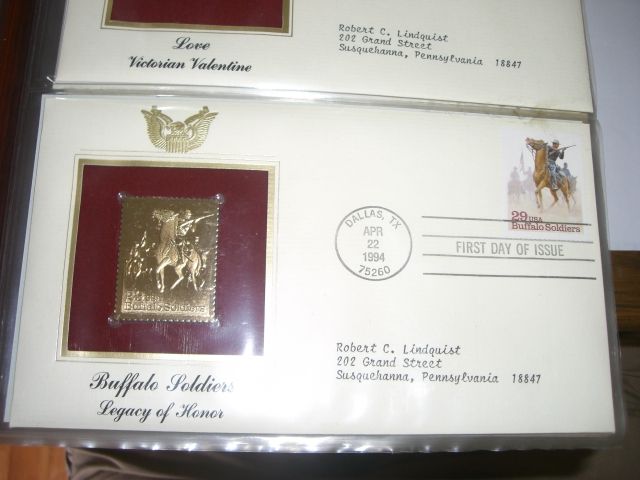 Love
Victorian Valentine
Robert C. Lindquist
202 Grand Street
Susquehanna, Pennsylvania 18847
29 USA
Buffalo Soldiers
DALLAS, TX
APR
22
1994
75260
FIRST DAY OF ISSUE
Buffalo Soldiers
Buffalo Soldiers
Legacy of Honor
Robert C. Lindquist
202 Grand Street
Susquehanna, Pennsylvania 18847